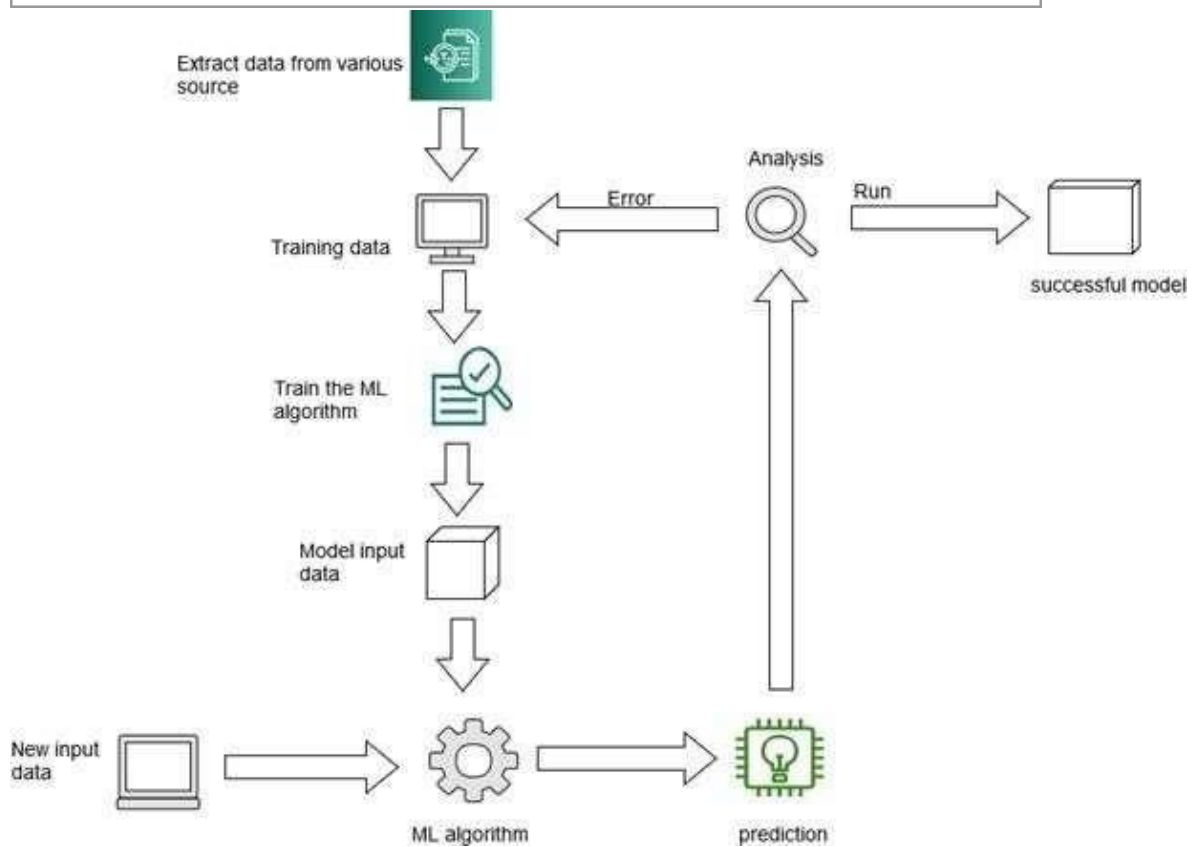 Extract data from various
source
Analysis
Error
Run
Training data
successful model
Train the ML
algorithm
Model input
data
New input
data
ML algorithm
prediction